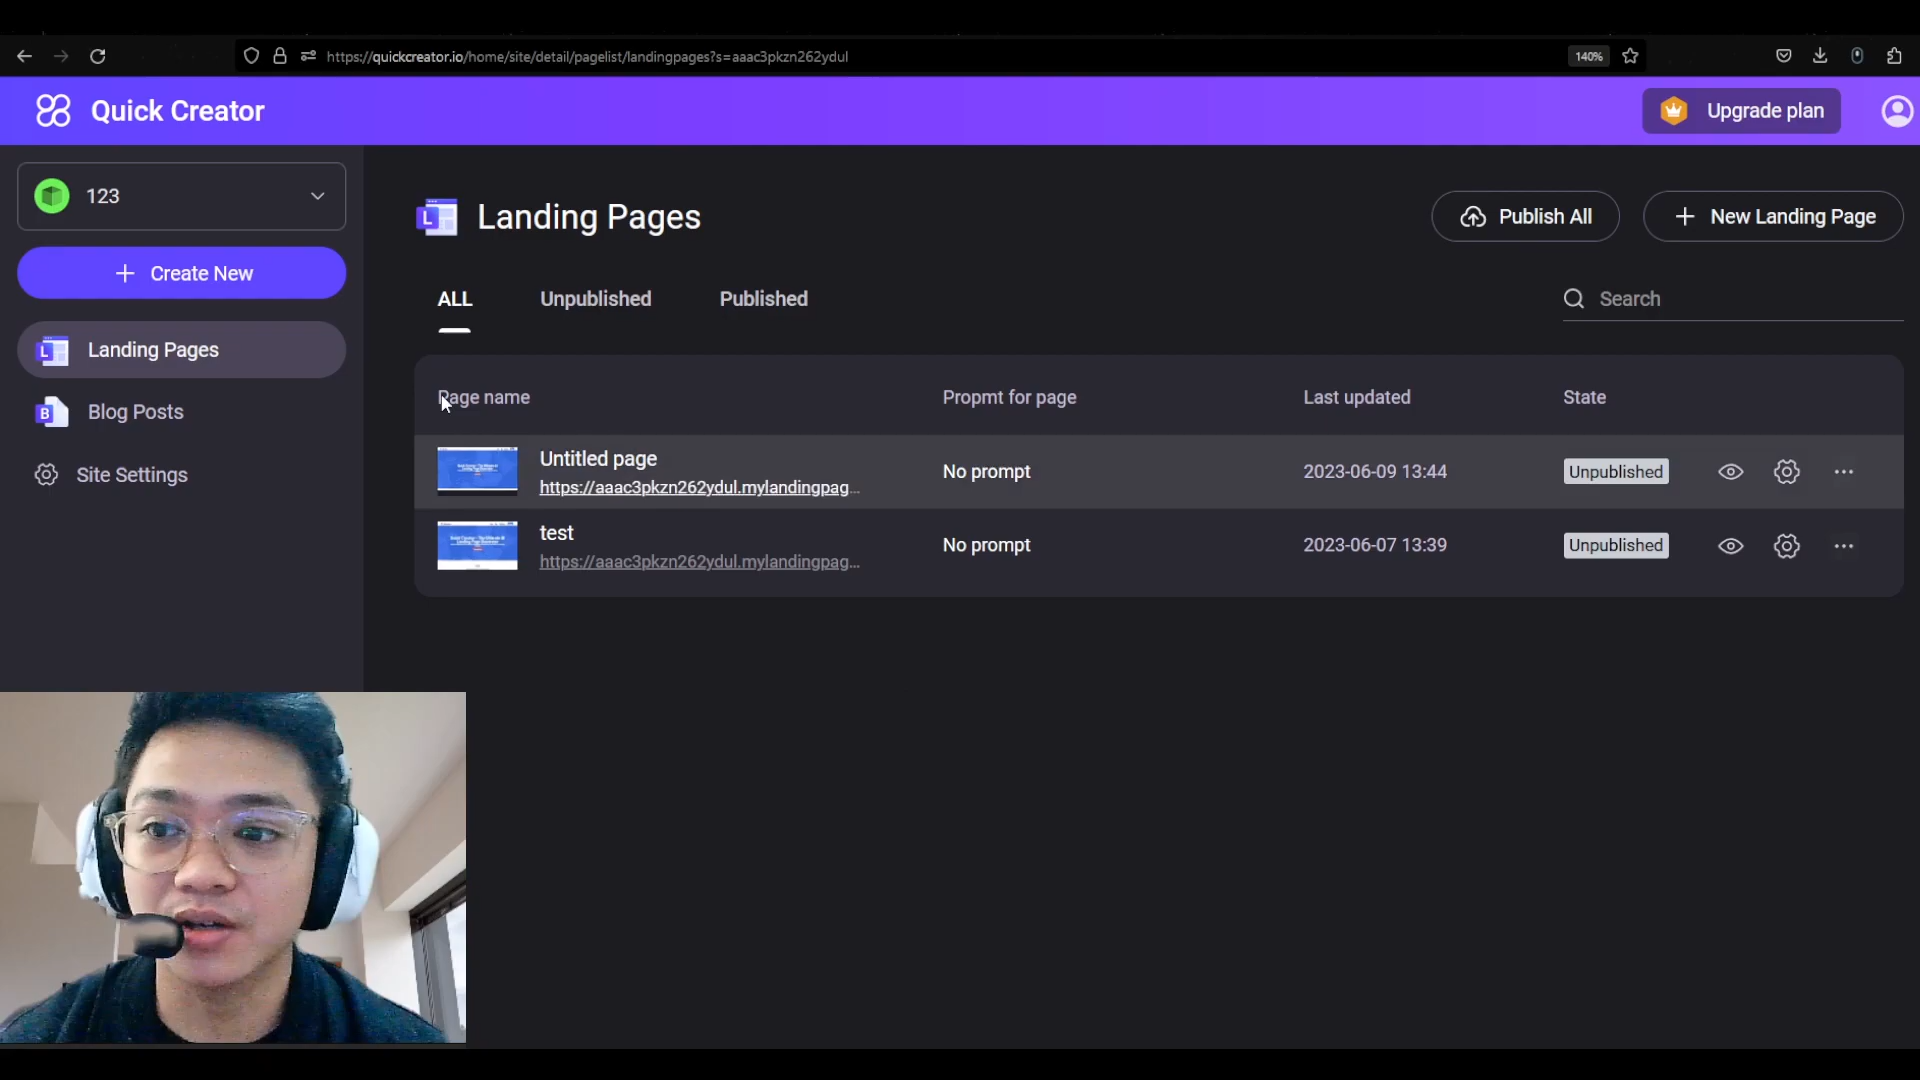 https://quickcreator.io/home/site/detail/pagelist/landingpages?s=aaac3pkzn262ydul
140%
Quick Creator
Upgrade plan
123
Create New
Landing Pages
Blog Posts
Site Settings
Landing Pages
Publish All
New Landing Page
ALL
Unpublished
Published
Search
Page name
Propmt for page
Last updated
State
Untitled page
https://aaac3pkzn262ydul.mylandingpag...
No prompt
2023-06-09 13:44
Unpublished
test
https://aaac3pkzn262ydul.mylandingpag...
No prompt
2023-06-07 13:39
Unpublished
L
L
B